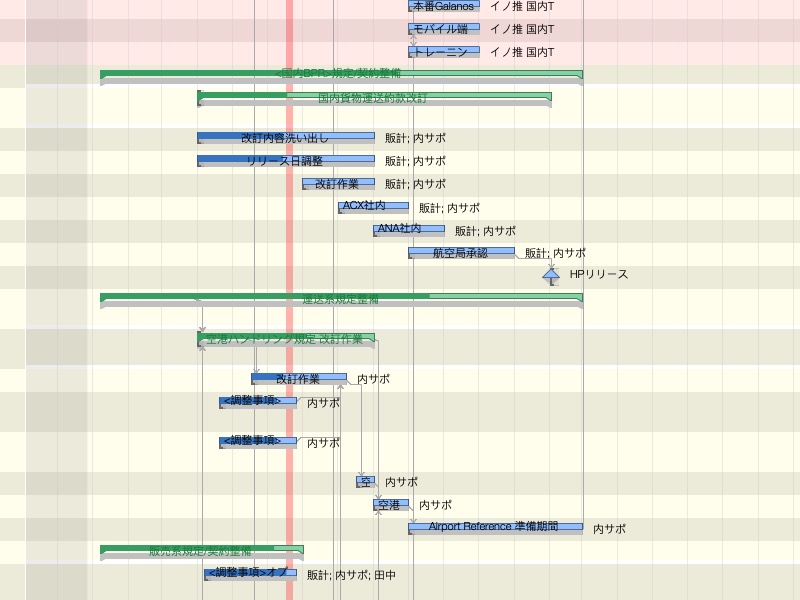 本番Galanos イノ推 国内T
モバイル端 イノ推 国内T
トレーニン イノ推 国内T
<国内BPR>規定/契約整備
国内貨物運送約款改訂
改訂内容洗い出し 販計; 内サポ
リリース日調整 販計; 内サポ
改訂作業 販計; 内サポ
ACX社内 販計; 内サポ
ANA社内 販計; 内サポ
航空局承認 販計; 内サポ
HPリリース
運送系規定整備
空港ハンドリング規定 改訂作業
改訂作業 内サポ
<調整事項> 内サポ
<調整事項> 内サポ
空 内サポ
空港 内サポ
Airport Reference 準備期間 内サポ
販売系規定/契約整備
<調整事項>オプ 販計; 内サポ; 田中